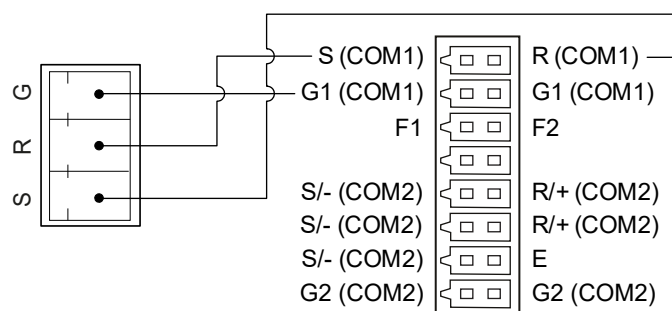 G
R
S
S (COM1) R (COM1)
G1 (COM1) G1 (COM1)
F1 F2
S/- (COM2) R/+ (COM2)
S/- (COM2) R/+ (COM2)
S/- (COM2) E
G2 (COM2) G2 (COM2)